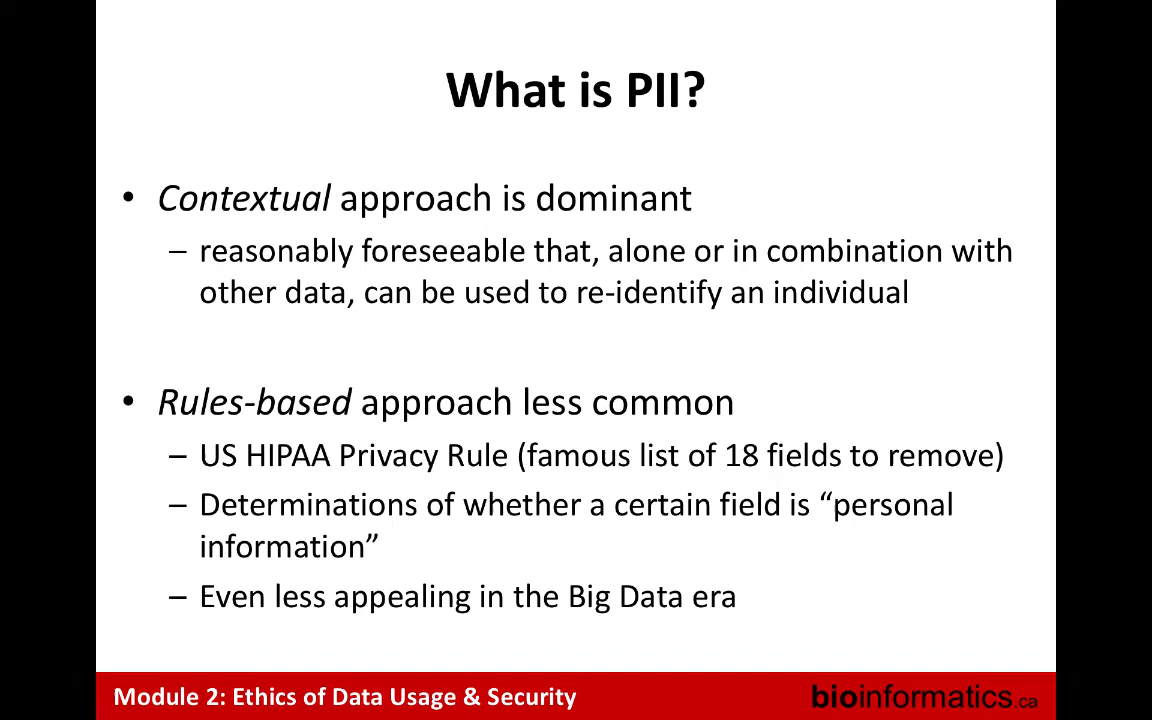 What is PII?
• Contextual approach is dominant
– reasonably foreseeable that, alone or in combination with
other data, can be used to re-identify an individual
• Rules-based approach less common
– US HIPAA Privacy Rule (famous list of 18 fields to remove)
– Determinations of whether a certain field is “personal
information”
– Even less appealing in the Big Data era
Module 2: Ethics of Data Usage & Security
bioinformatics.ca